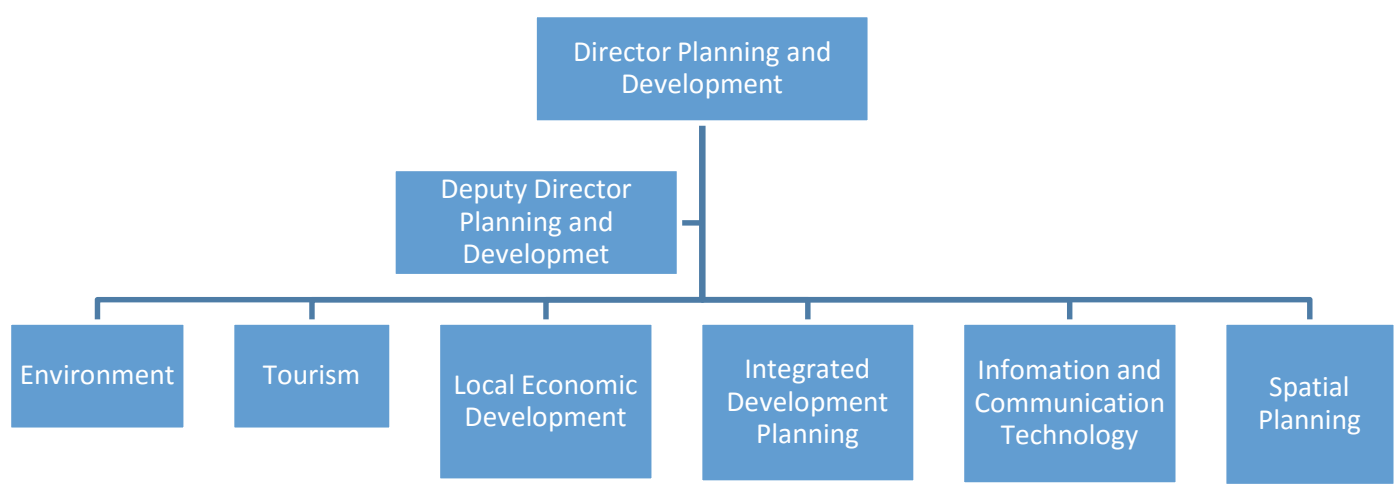 Director Planning and
Development
Deputy Director
Planning and
Developmet
Environment
Tourism
Local Economic
Development
Integrated
Development
Planning
Infomation and
Communication
Technology
Spatial
Planning